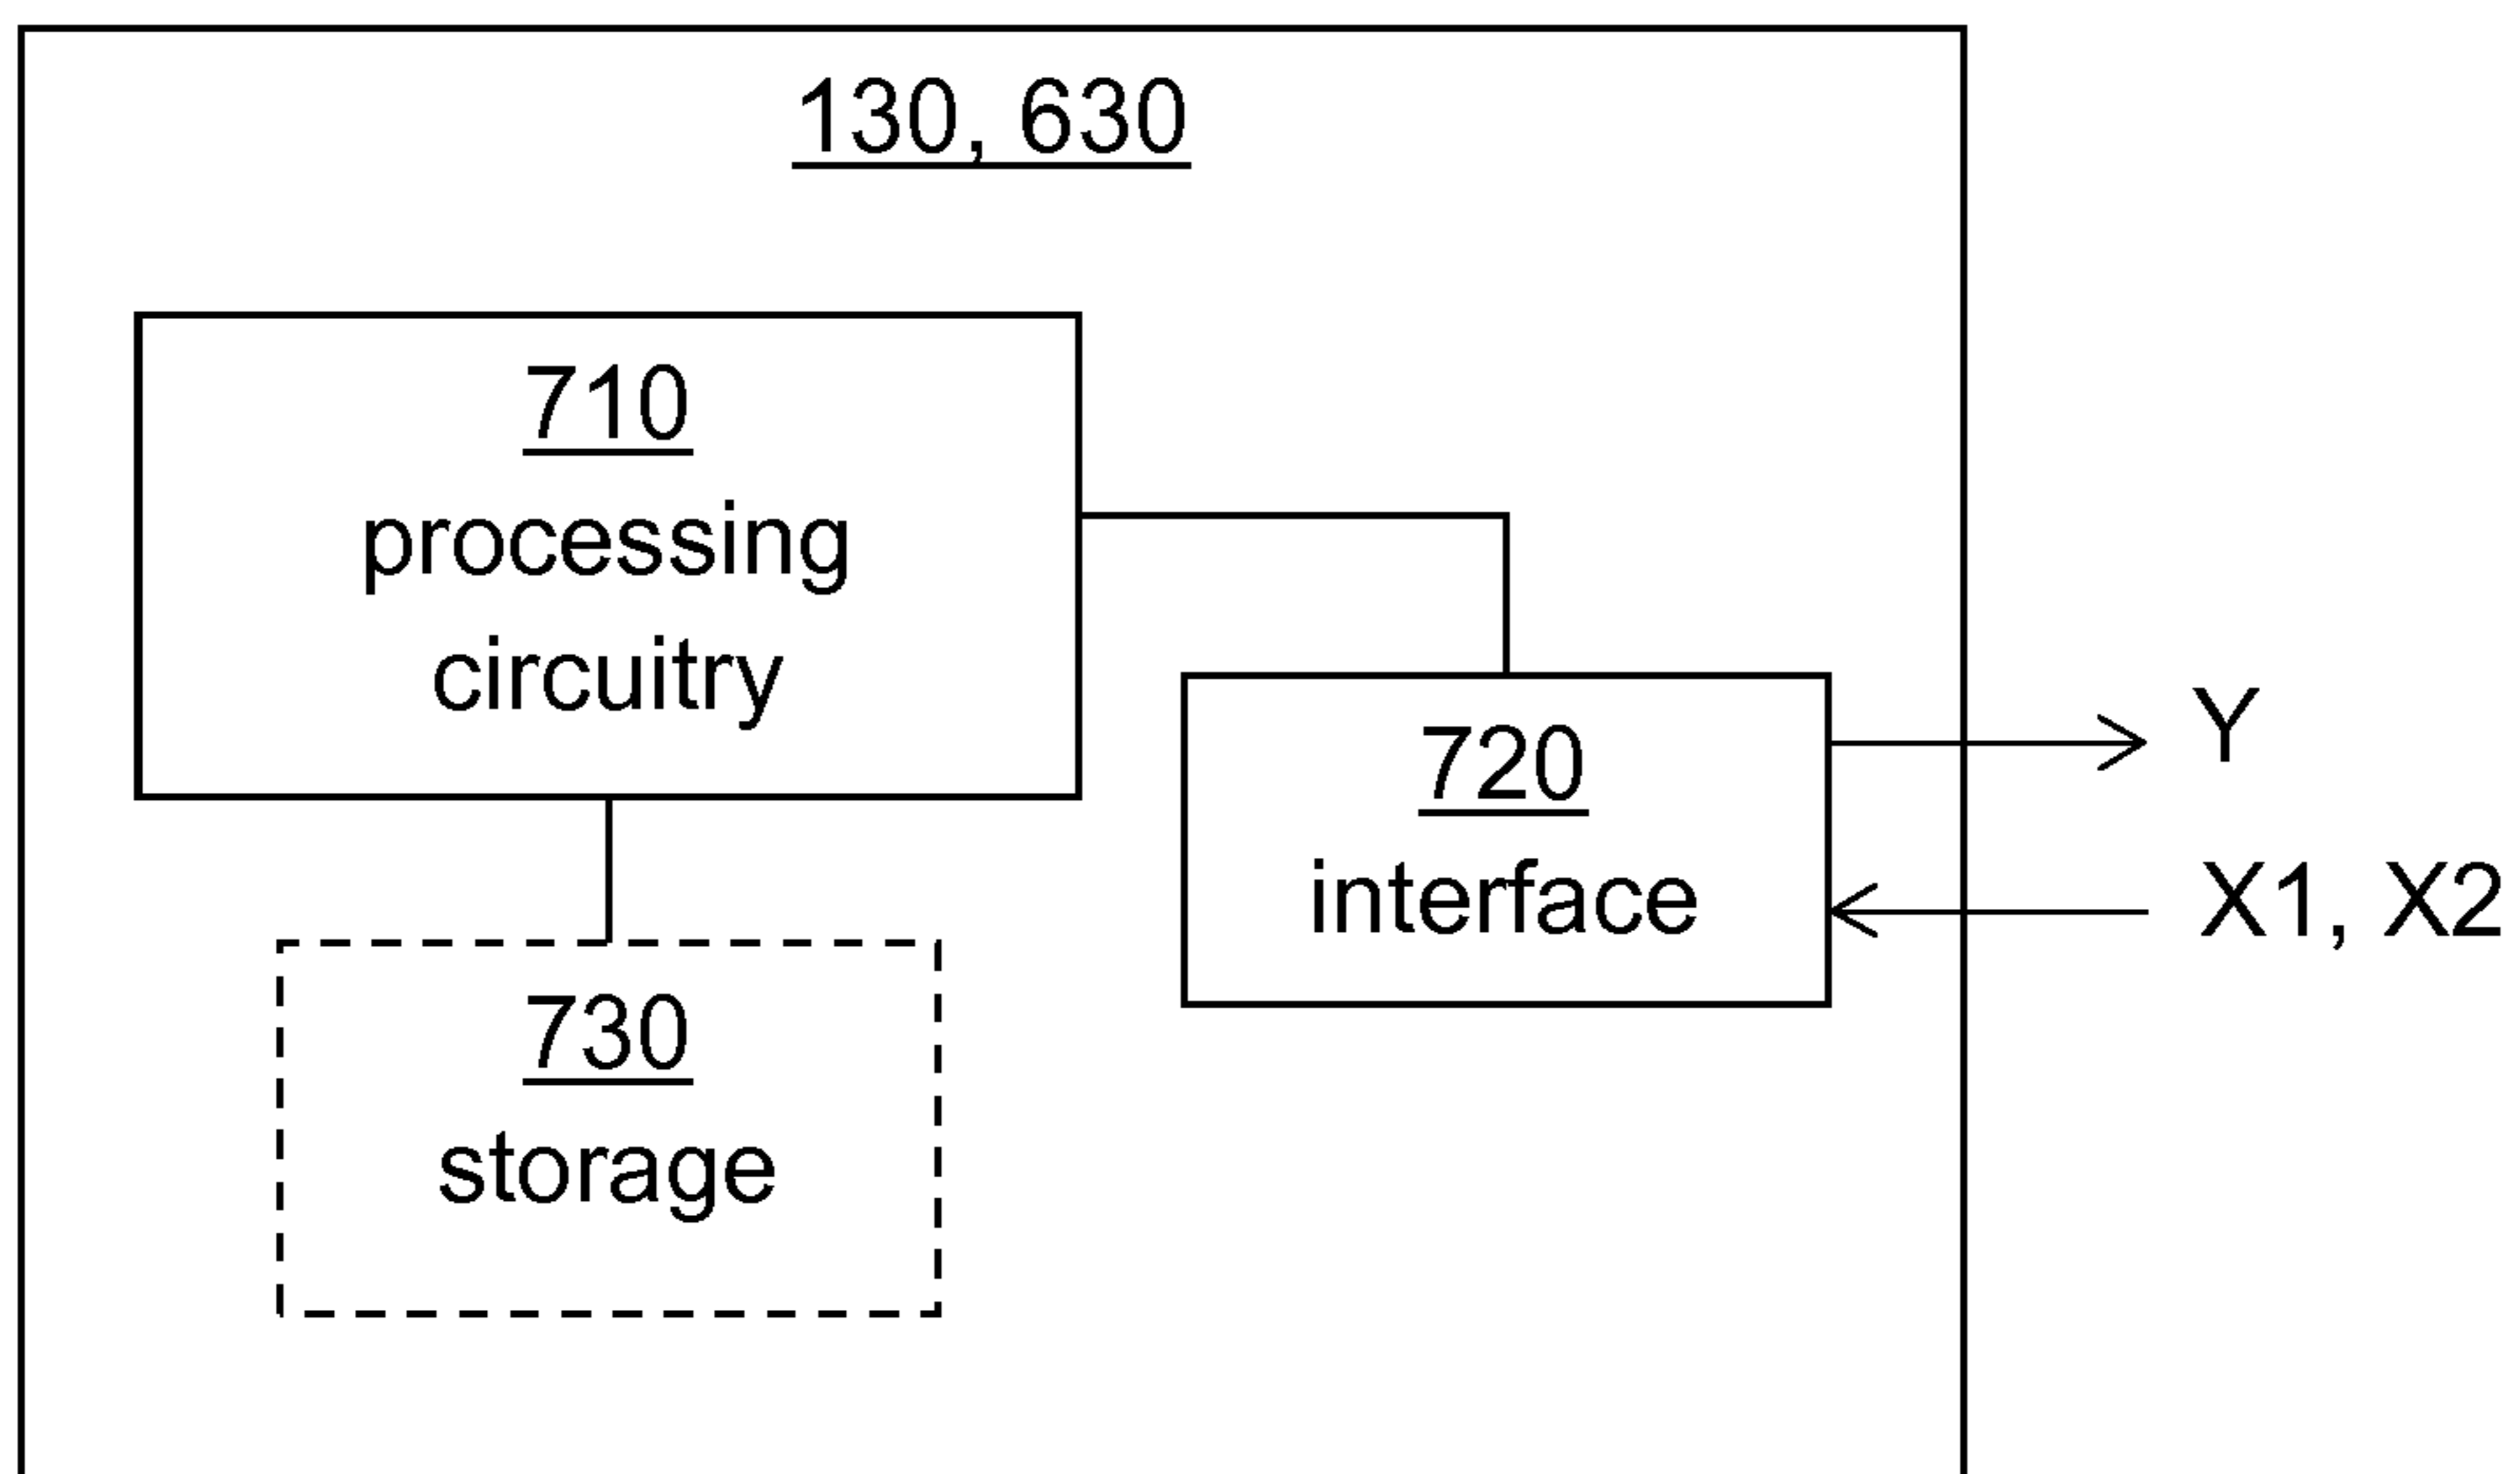 130, 630
710
processing
circuitry
720
interface
Y
X1, X2
730
storage